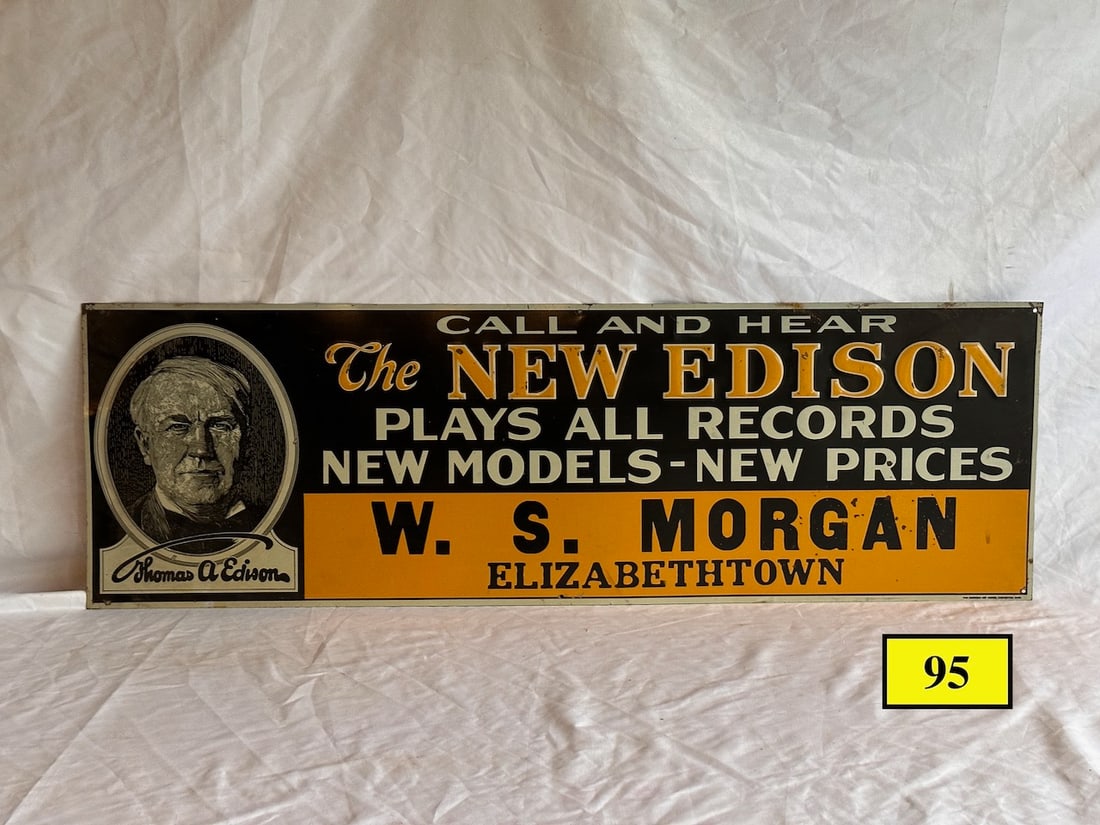 CALL AND HEAR
The NEW EDISON
PLAYS ALL RECORDS
NEW MODELS - NEW PRICES
W. S. MORGAN
ELIZABETHTOWN
Thomas A Edison
95